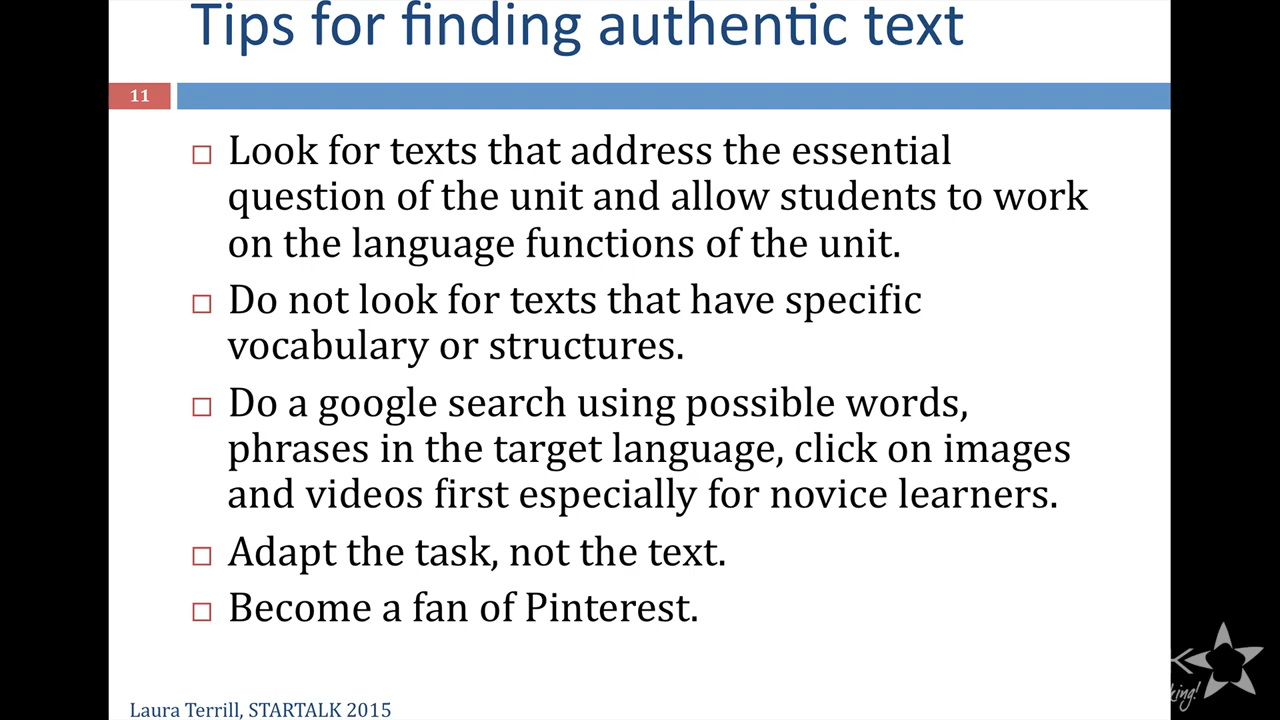 Tips for finding authentic text
11
Look for texts that address the essential
question of the unit and allow students to work
on the language functions of the unit.
Do not look for texts that have specific
vocabulary or structures.
Do a google search using possible words,
phrases in the target language, click on images
and videos first especially for novice learners.
Adapt the task, not the text.
Become a fan of Pinterest.
Laura Terrill, STARTALK 2015